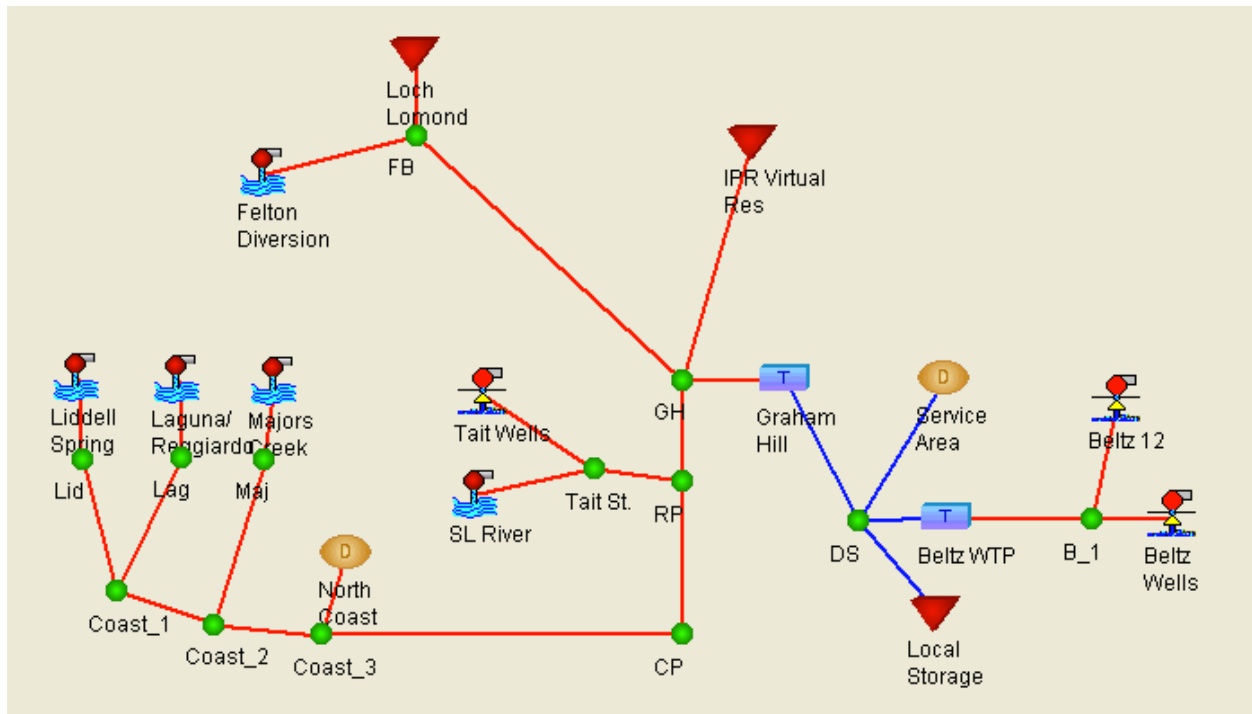 Loch
Lomond
FB
IPR Virtual
Res
Felton
Diversion
Liddell
Spring
Laguna/
Reggiardo
Majors
Creek
Tait Wells
GH
T
Graham
Hill
D
Service
Area
Beltz 12
Lid
Lag
Maj
SL River
Tait St.
RP
DS
T
Beltz WTP
B_1
Beltz
Wells
D
North
Coast
Coast_1
Coast_2
Coast_3
CP
Local
Storage